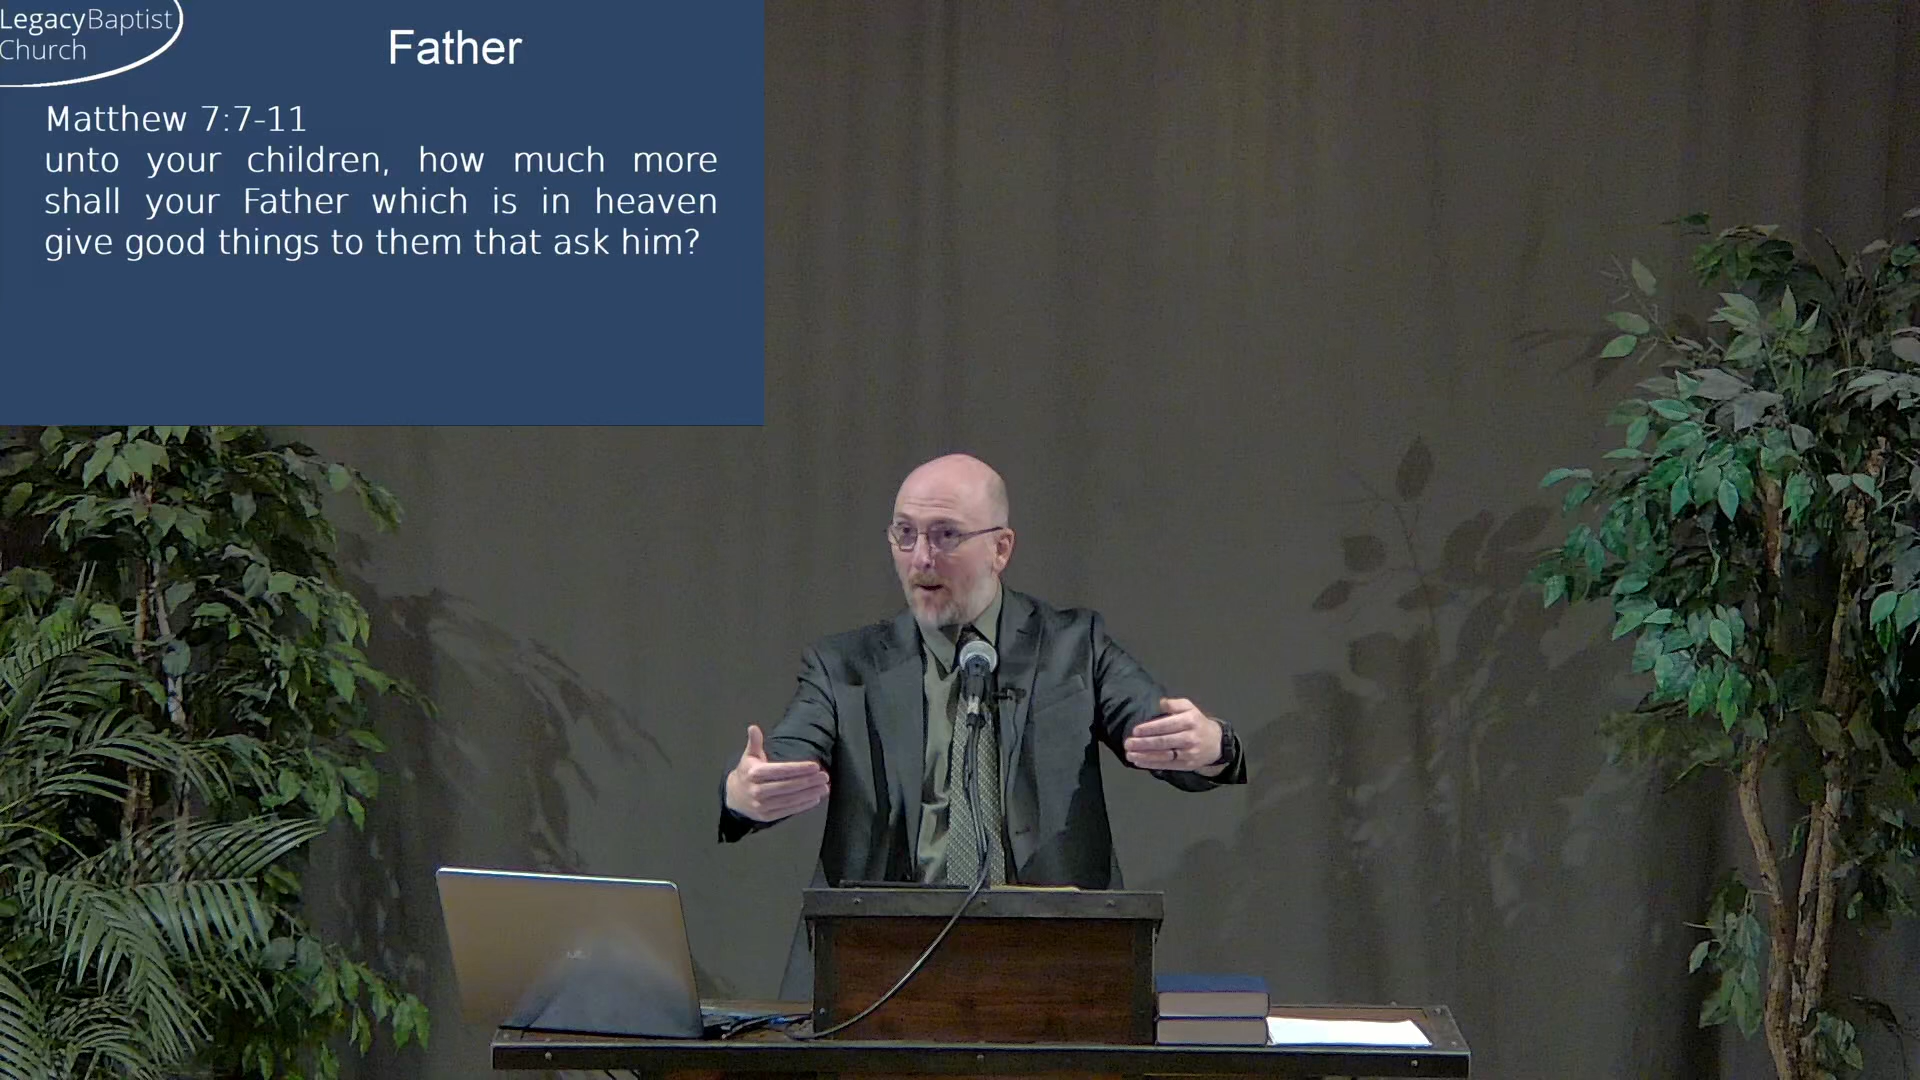 LegacyBaptist
Church
Father
Matthew 7:7-11
unto your children, how much more
shall your Father which is in heaven
give good things to them that ask him?